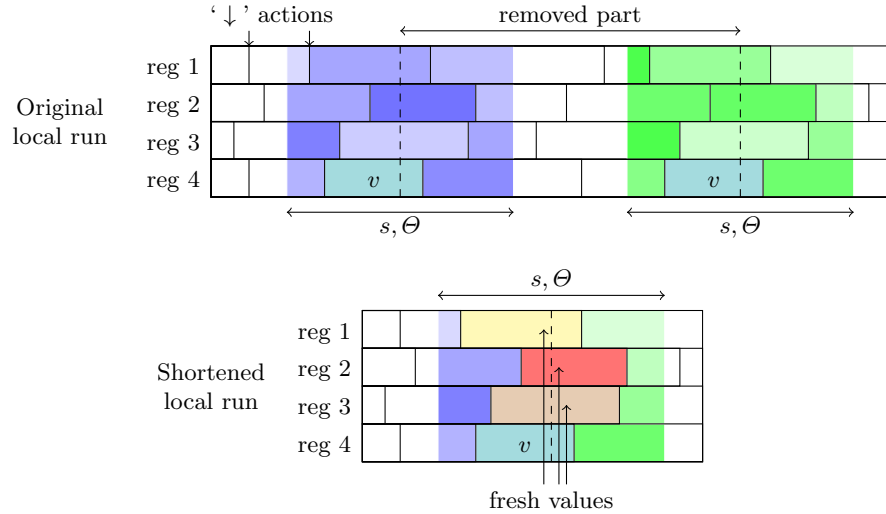 ‘ ↓ ’ actions
removed part
reg 1
reg 2
reg 3
reg 4
Original
local run
v
v
s, Θ
s, Θ
s, Θ
reg 1
reg 2
reg 3
reg 4
Shortened
local run
v
fresh values